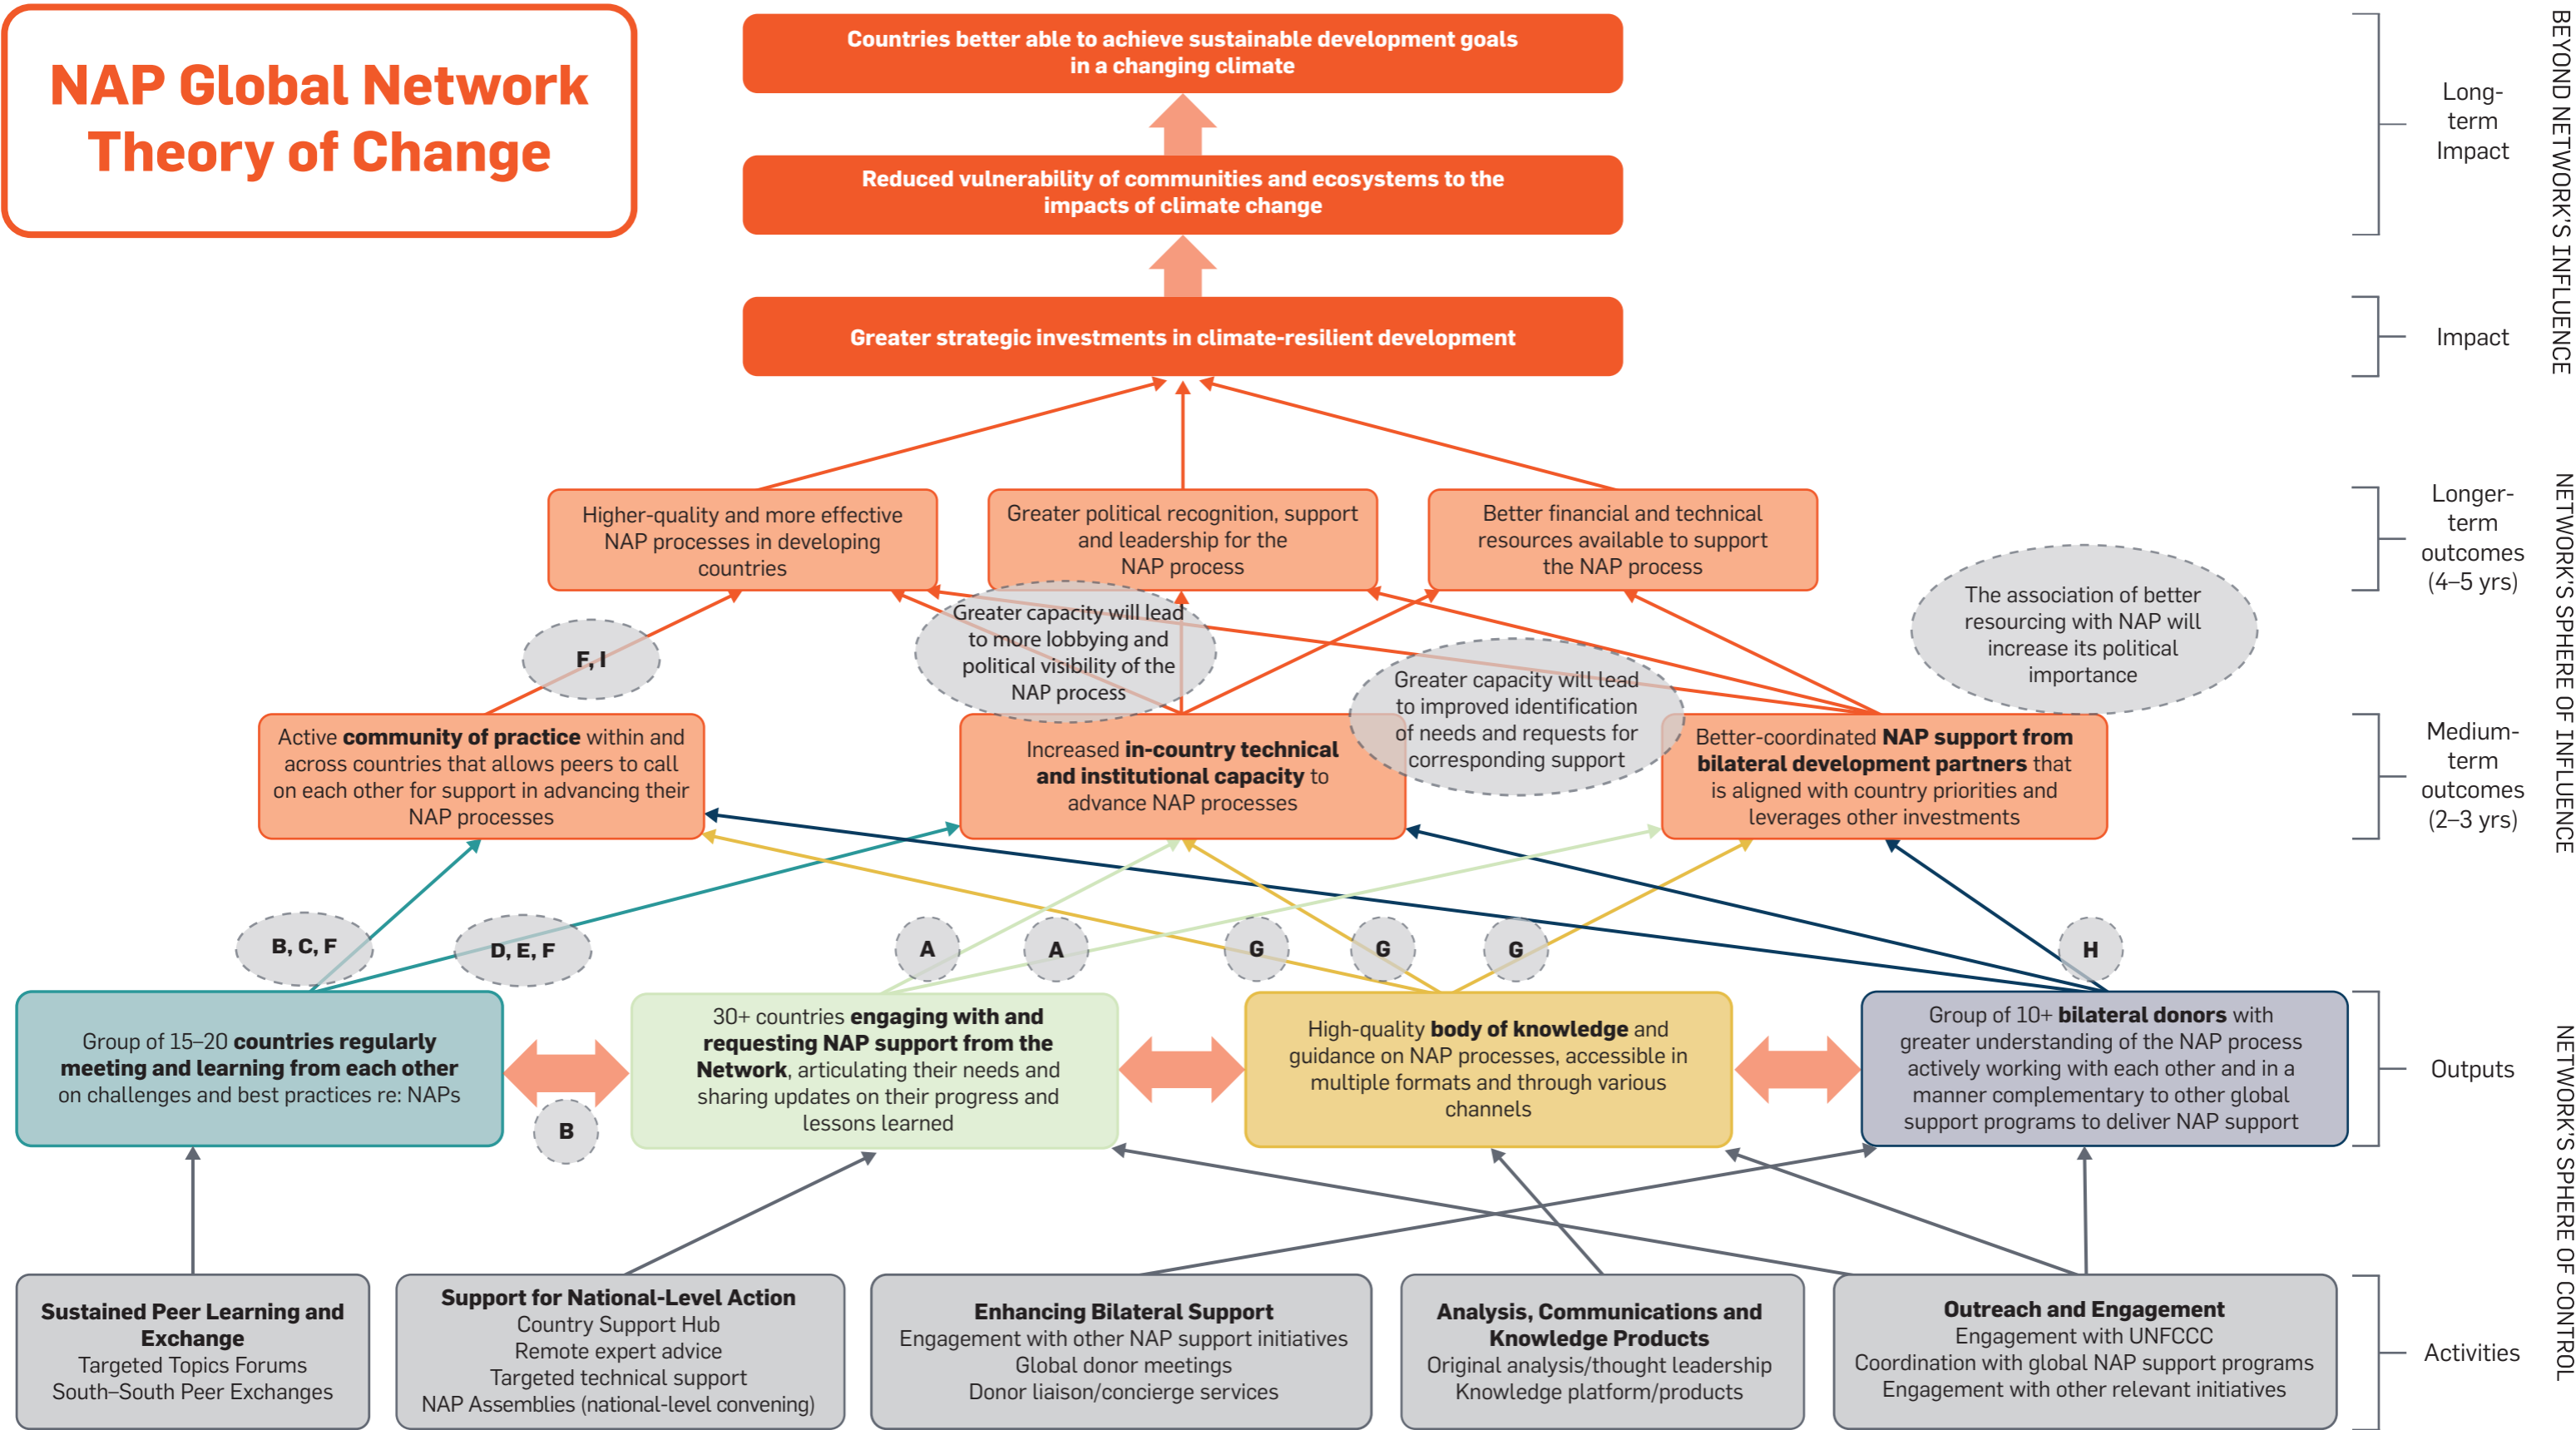 NAP Global Network
Theory of Change
Countries better able to achieve sustainable development goals
in a changing climate
Reduced vulnerability of communities and ecosystems to the
impacts of climate change
Greater strategic investments in climate-resilient development
Long-
term
Impact
Impact
BEYOND NETWORK'S INFLUENCE
Higher-quality and more effective
NAP processes in developing
countries
Greater political recognition, support
and leadership for the
NAP process
Better financial and technical
resources available to support
the NAP process
Longer-
term
outcomes
(4–5 yrs)
F, I
Greater capacity will lead
to more lobbying and
political visibility of the
NAP process
Greater capacity will lead
to improved identification
of needs and requests for
corresponding support
The association of better
resourcing with NAP will
increase its political
importance
Active community of practice within and
across countries that allows peers to call
on each other for support in advancing their
NAP processes
Increased in-country technical
and institutional capacity to
advance NAP processes
Better-coordinated NAP support from
bilateral development partners that
is aligned with country priorities and
leverages other investments
Medium-
term
outcomes
(2–3 yrs)
NETWORK'S SPHERE OF INFLUENCE
B, C, F
D, E, F
A
A
G
G
G
H
Group of 15–20 countries regularly
meeting and learning from each other
on challenges and best practices re: NAPs
B
30+ countries engaging with and
requesting NAP support from the
Network, articulating their needs and
sharing updates on their progress and
lessons learned
High-quality body of knowledge and
guidance on NAP processes, accessible in
multiple formats and through various
channels
Group of 10+ bilateral donors with
greater understanding of the NAP process
actively working with each other and in a
manner complementary to other global
support programs to deliver NAP support
Outputs
Sustained Peer Learning and
Exchange
Targeted Topics Forums
South–South Peer Exchanges
Support for National-Level Action
Country Support Hub
Remote expert advice
Targeted technical support
NAP Assemblies (national-level convening)
Enhancing Bilateral Support
Engagement with other NAP support initiatives
Global donor meetings
Donor liaison/concierge services
Analysis, Communications and
Knowledge Products
Original analysis/thought leadership
Knowledge platform/products
Outreach and Engagement
Engagement with UNFCCC
Coordination with global NAP support programs
Engagement with other relevant initiatives
Activities
NETWORK'S SPHERE OF CONTROL